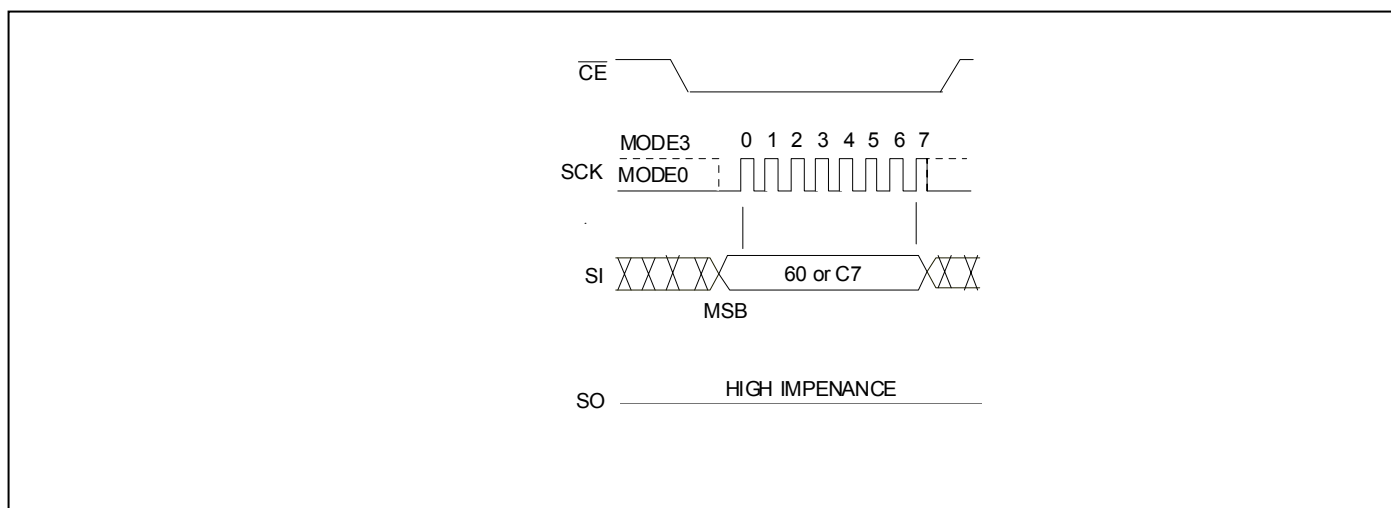 CE
MODE3 0 1 2 3 4 5 6 7
SCK MODE0
SI 60 or C7
MSB
HIGH IMPENANCE
SO